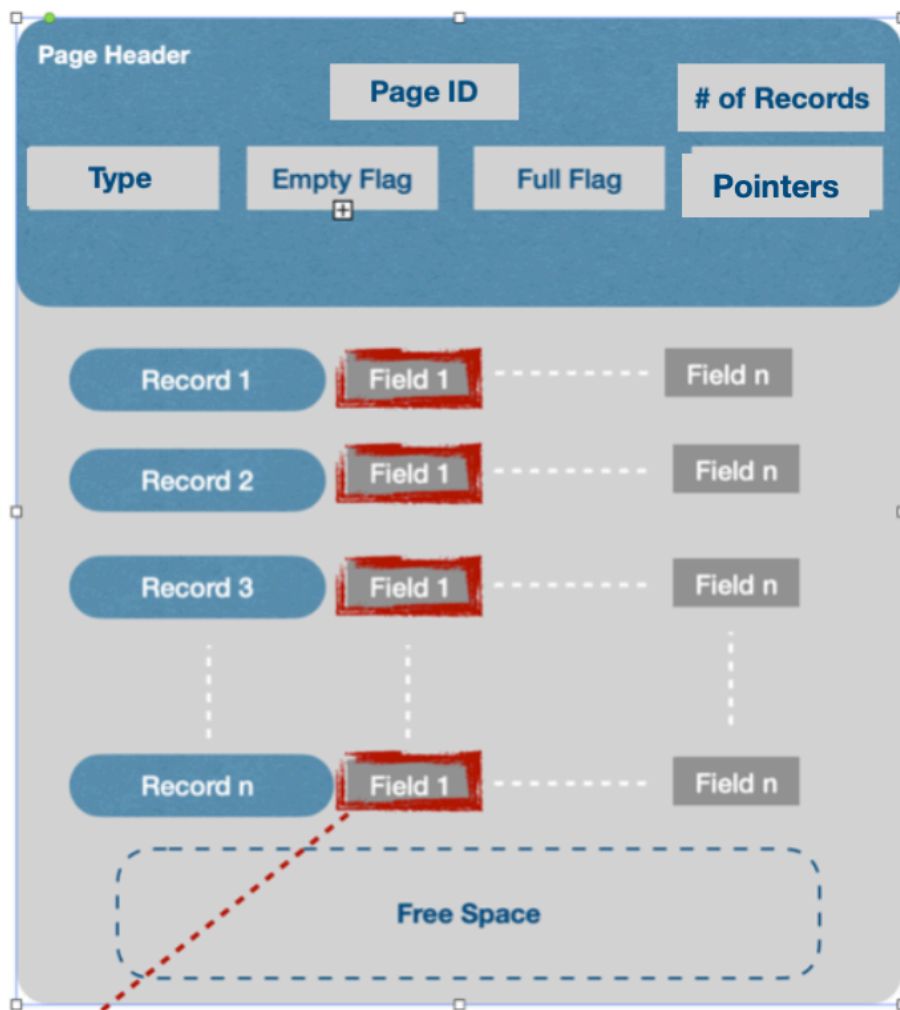 Page Header
Page ID
# of Records
Type
Empty Flag
Full Flag
Pointers
Record 1 Field 1 Field n
Record 2 Field 1 Field n
Record 3 Field 1 Field n
Record n Field 1 Field n
Free Space